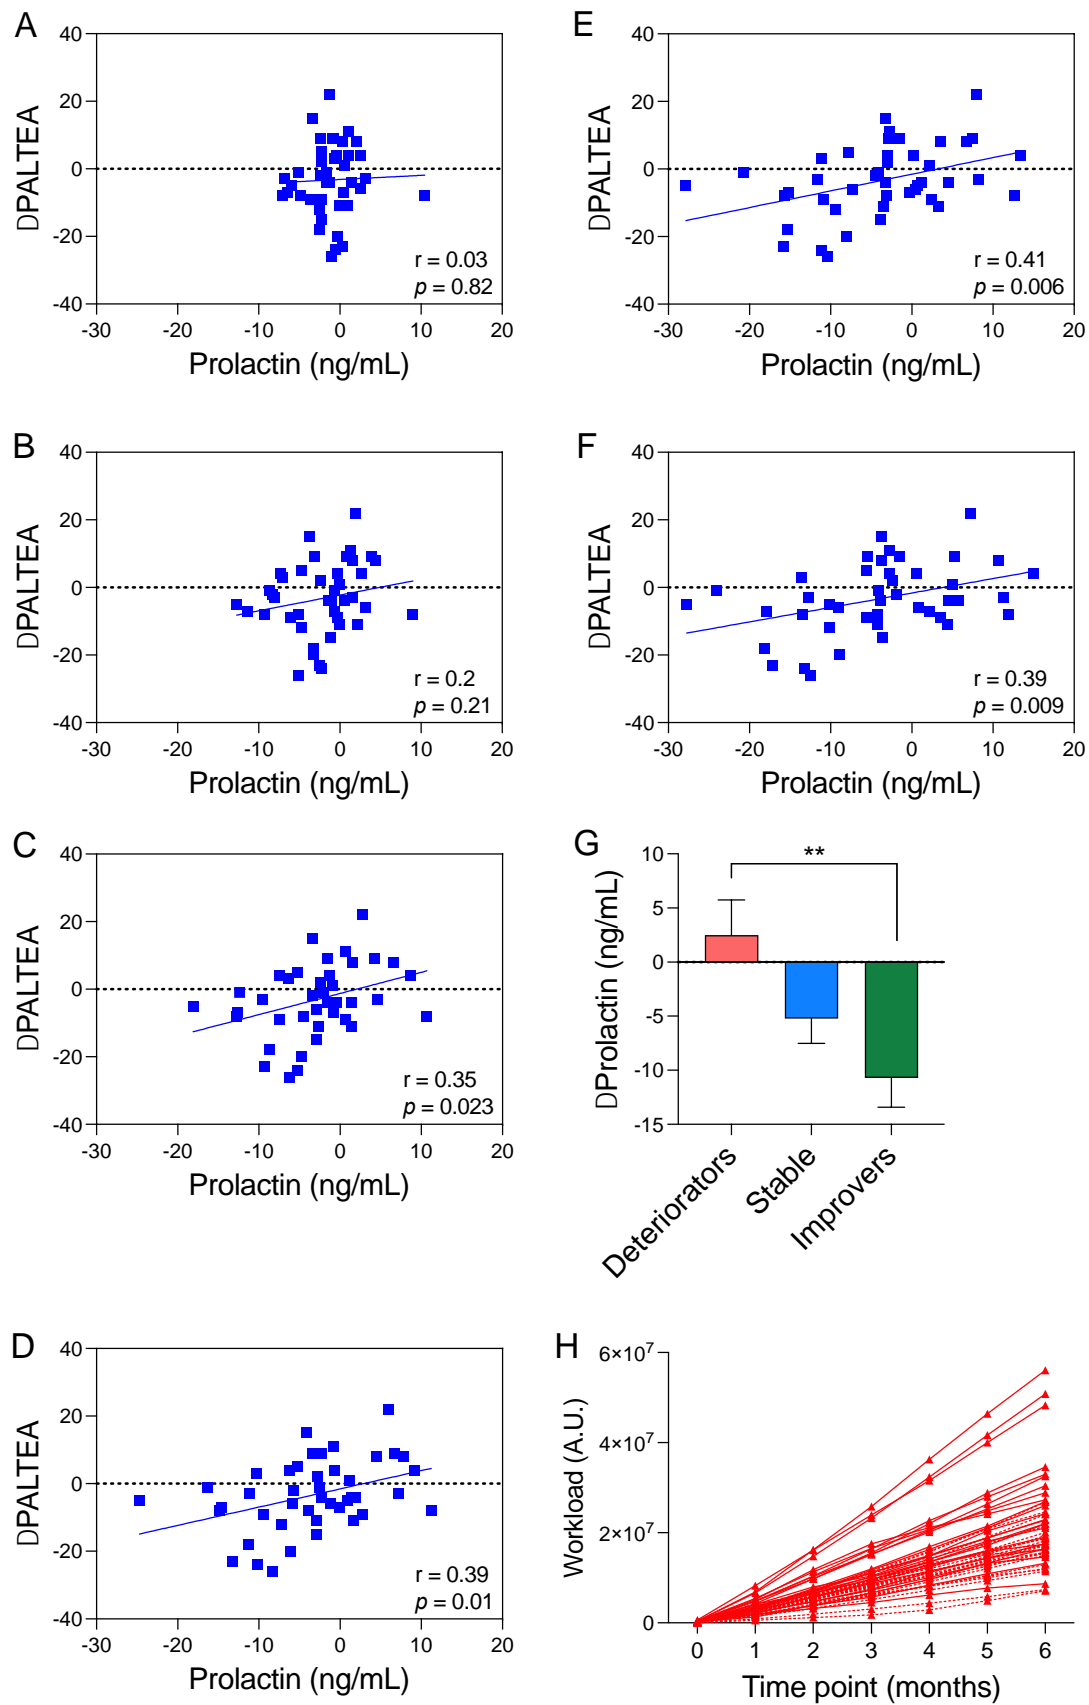 A
40
20
0
-20
-40
DPALTEA
r = 0.03
p = 0.82
-30
-20
-10
0
10
20
Prolactin (ng/mL)
B
40
20
0
-20
-40
DPALTEA
r = 0.2
p = 0.21
-30
-20
-10
0
10
20
Prolactin (ng/mL)
C
40
20
0
-20
-40
DPALTEA
r = 0.35
p = 0.023
-30
-20
-10
0
10
20
Prolactin (ng/mL)
D
40
20
0
-20
-40
DPALTEA
r = 0.39
p = 0.01
-30
-20
-10
0
10
20
Prolactin (ng/mL)
E
40
20
0
-20
-40
DPALTEA
r = 0.41
p = 0.006
-30
-20
-10
0
10
20
Prolactin (ng/mL)
F
40
20
0
-20
-40
DPALTEA
r = 0.39
p = 0.009
-30
-20
-10
0
10
20
Prolactin (ng/mL)
G
10
5
0
-5
-10
-15
DProlactin (ng/mL)
**
Deteriorators
Stable
Improvers
H
6×10⁷
4×10⁷
2×10⁷
0
Workload (A.U.)
0
1
2
3
4
5
6
Time point (months)